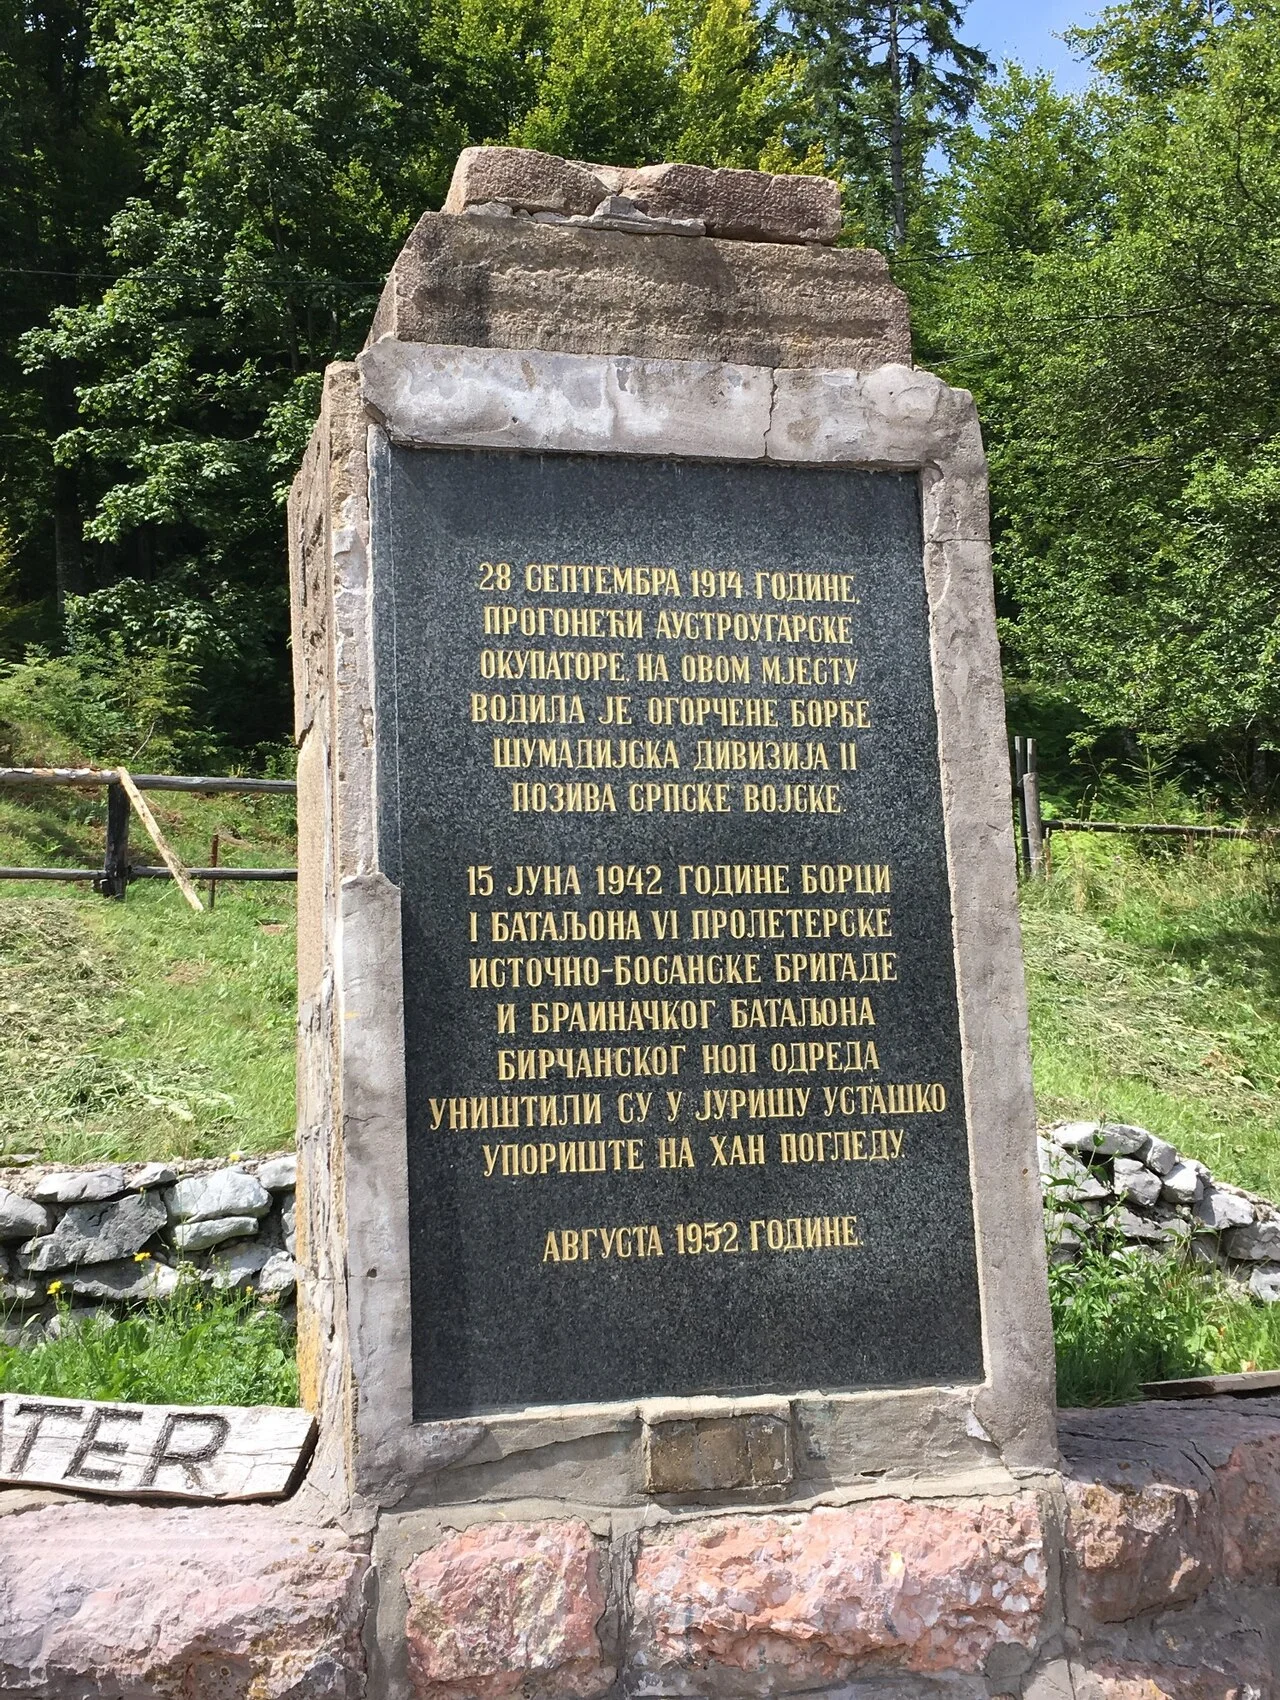 28 СЕПТЕМБРА 1914 ГОДИНЕ,
ПРОГОНЕЋИ АУСТРОУГАРСКЕ
ОКУПАТОРЕ, НА ОВОМ МЈЕСТУ
ВОДИЛА ЈЕ ОГОРЧЕНЕ БОРБЕ
ШУМАДИЈСКА ДИВИЗИЈА II
ПОЗИВА СРПСКЕ ВОЈСКЕ.
15 ЈУНА 1942 ГОДИНЕ БОРЦИ
I БАТАЉОНА VI ПРОЛЕТЕРСКЕ
ИСТОЧНО-БОСАНСКЕ БРИГАДЕ
И БРАИНАЧКОГ БАТАЉОНА
БИРЧАНСКОГ НОП ОДРЕДА
УНИШТИЛИ СУ У ЈУРИШУ УСТАШКО
УПОРИШТЕ НА ХАН ПОГЛЕДУ.
АВГУСТА 1952 ГОДИНЕ.
TER